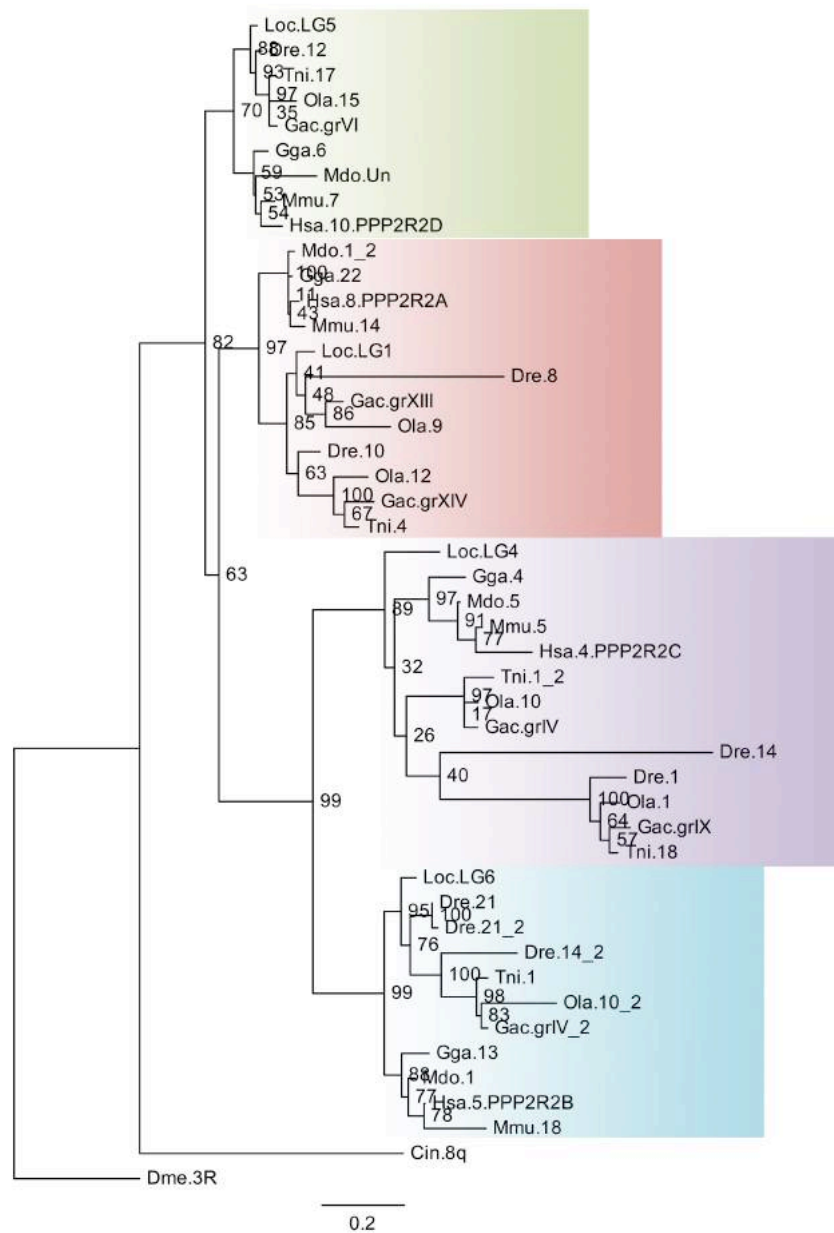 Loc.LG5
88
Dre.12
93
Tni.17
97
Ola.15
70
35
Gac.grVI
Gga.6
59
Mdo.Un
53
Mmu.7
54
Hsa.10.PPP2R2D
Mdo.1_2
100
Gga.22
11
Hsa.8.PPP2R2A
43
Mmu.14
82
97
Loc.LG1
41
Dre.8
48
Gac.grXIII
86
85
Ola.9
Dre.10
63
Ola.12
100
Gac.grXIV
67
Tni.4
Loc.LG4
63
Gga.4
97
Mdo.5
89
91
Mmu.5
77
Hsa.4.PPP2R2C
32
Tni.1_2
97
Ola.10
17
Gac.grIV
26
Dre.14
40
Dre.1
99
100
Ola.1
64
Gac.grIX
57
Tni.18
Loc.LG6
Dre.21
95
100
Dre.21_2
76
Dre.14_2
100
Tni.1
99
98
Ola.10_2
83
Gac.grIV_2
Gga.13
88
Mdo.1
77
Hsa.5.PPP2R2B
78
Mmu.18
Cin.8q
Dme.3R
0.2